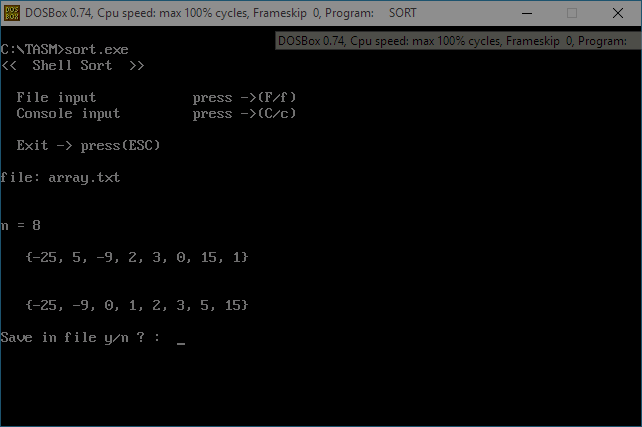 DOS
BOX
DOSBox 0.74, Cpu speed: max 100% cycles, Frameskip 0, Program: SORT
DOSBox 0.74, Cpu speed: max 100% cycles, Frameskip 0, Program:
C:\TASM>sort.exe
<< Shell Sort >>
File input press ->(F/f)
Console input press ->(C/c)
Exit -> press(ESC)
file: array.txt
n = 8
{-25, 5, -9, 2, 3, 0, 15, 1}
{-25, -9, 0, 1, 2, 3, 5, 15}
Save in file y/n ? : _